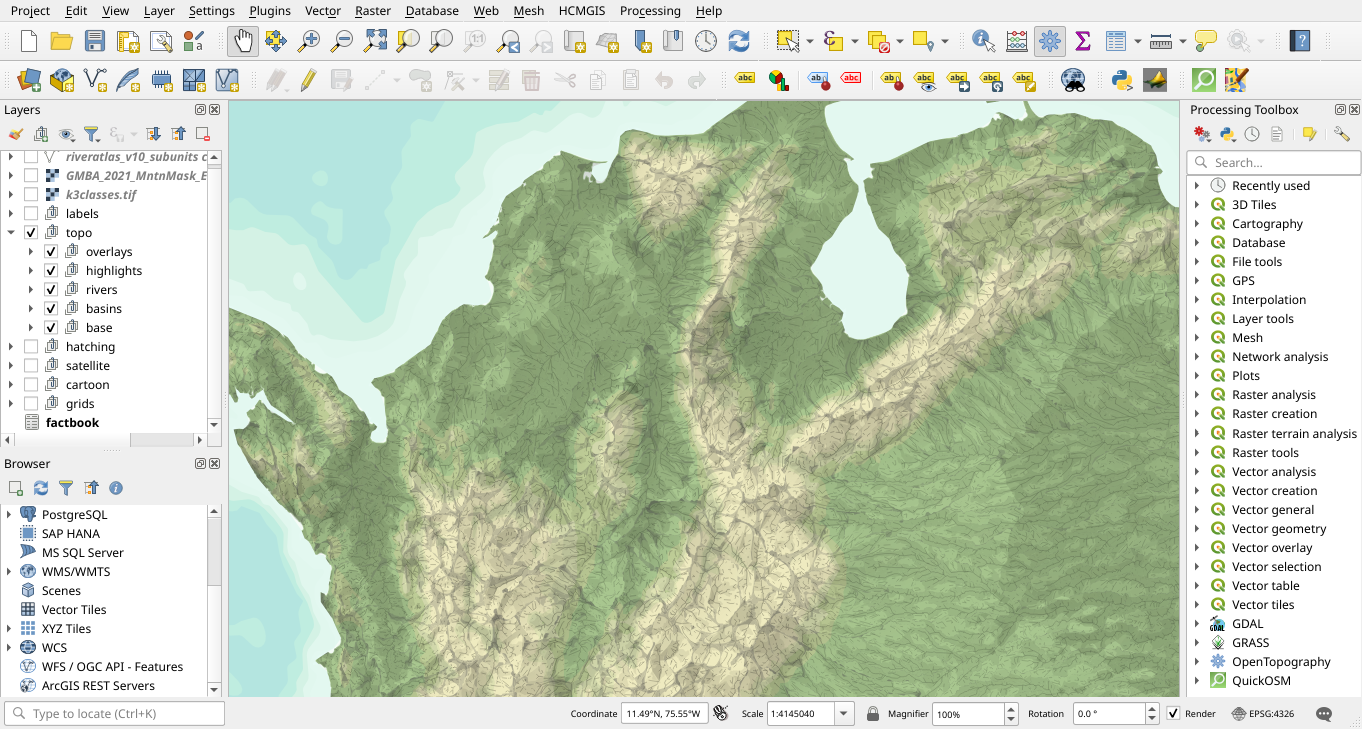 Project Edit View Layer Settings Plugins Vector Raster Database Web Mesh HCMGIS Processing Help
Layers
riveratlas_v10_subunits c
GMBA_2021_MntnMask_E
k3classes.tif
labels
topo
overlays
highlights
rivers
basins
base
hatching
satellite
cartoon
grids
factbook
Browser
PostgreSQL
SAP HANA
MS SQL Server
WMS/WMTS
Scenes
Vector Tiles
XYZ Tiles
WCS
WFS / OGC API - Features
ArcGIS REST Servers
Processing Toolbox
Search...
Recently used
3D Tiles
Cartography
Database
File tools
GPS
Interpolation
Layer tools
Mesh
Network analysis
Plots
Raster analysis
Raster creation
Raster terrain analysis
Raster tools
Vector analysis
Vector creation
Vector general
Vector geometry
Vector overlay
Vector selection
Vector table
Vector tiles
GDAL
GRASS
OpenTopography
QuickOSM
Type to locate (Ctrl+K) Coordinate 11.49°N, 75.55°W Scale 1:4145040 Magnifier 100% Rotation 0.0 ° Render EPSG:4326